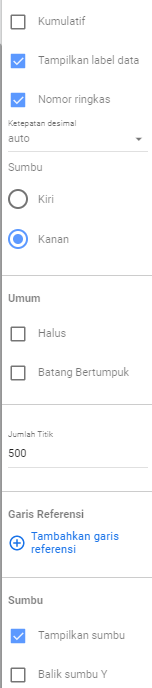 Kumulatif
Tampilkan label data
Nomor ringkas
Ketepatan desimal
auto
Sumbu
Kiri
Kanan
Umum
Halus
Batang Bertumpuk
Jumlah Titik
500
Garis Referensi
Tambahkan garis
referensi
Sumbu
Tampilkan sumbu
Balik sumbu Y